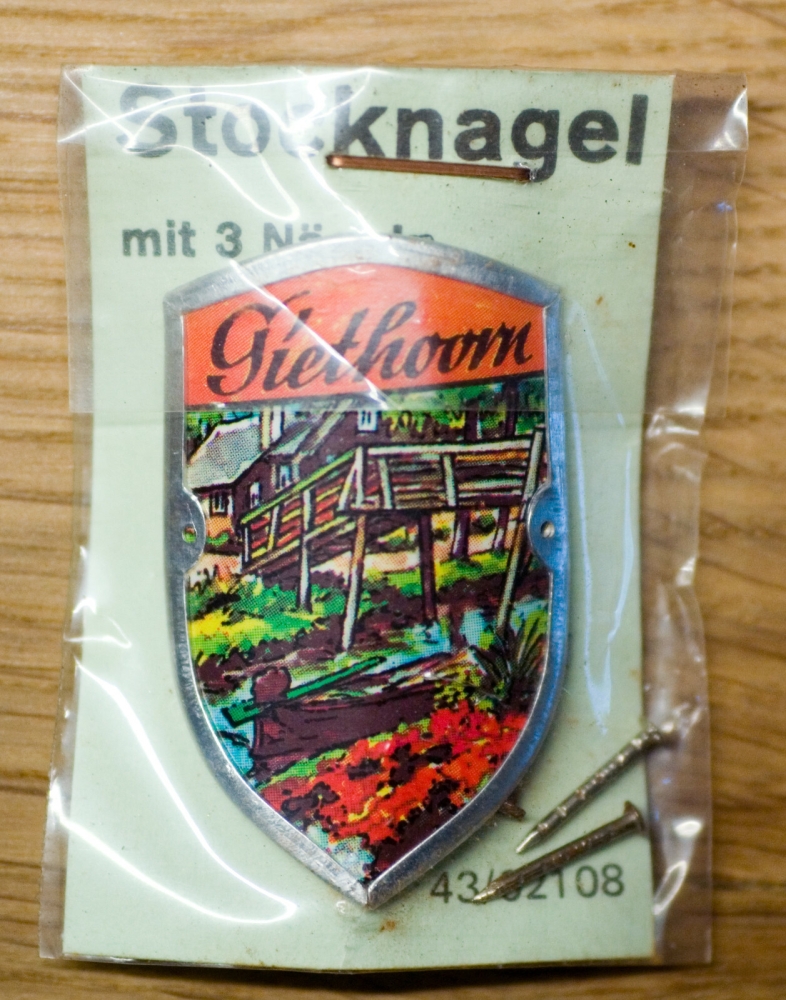 Stocknagel
mit 3
Giethoorn
43/02108